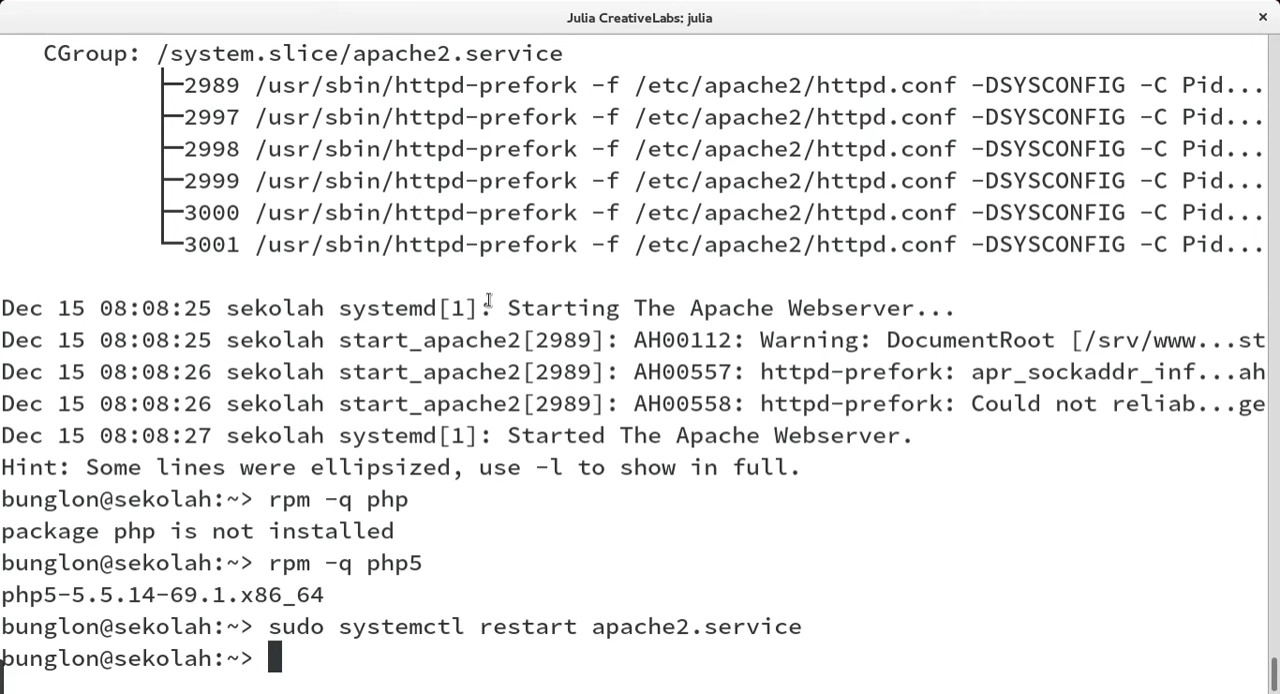 Julia CreativeLabs: julia
CGroup: /system.slice/apache2.service
├─2989 /usr/sbin/httpd-prefork -f /etc/apache2/httpd.conf -DSYSCONFIG -C Pid...
├─2997 /usr/sbin/httpd-prefork -f /etc/apache2/httpd.conf -DSYSCONFIG -C Pid...
├─2998 /usr/sbin/httpd-prefork -f /etc/apache2/httpd.conf -DSYSCONFIG -C Pid...
├─2999 /usr/sbin/httpd-prefork -f /etc/apache2/httpd.conf -DSYSCONFIG -C Pid...
├─3000 /usr/sbin/httpd-prefork -f /etc/apache2/httpd.conf -DSYSCONFIG -C Pid...
└─3001 /usr/sbin/httpd-prefork -f /etc/apache2/httpd.conf -DSYSCONFIG -C Pid...
Dec 15 08:08:25 sekolah systemd[1]: Starting The Apache Webserver...
Dec 15 08:08:25 sekolah start_apache2[2989]: AH00112: Warning: DocumentRoot [/srv/www...st
Dec 15 08:08:26 sekolah start_apache2[2989]: AH00557: httpd-prefork: apr_sockaddr_inf...ah
Dec 15 08:08:26 sekolah start_apache2[2989]: AH00558: httpd-prefork: Could not reliab...ge
Dec 15 08:08:27 sekolah systemd[1]: Started The Apache Webserver.
Hint: Some lines were ellipsized, use -l to show in full.
bunglon@sekolah:~> rpm -q php
package php is not installed
bunglon@sekolah:~> rpm -q php5
php5-5.5.14-69.1.x86_64
bunglon@sekolah:~> sudo systemctl restart apache2.service
bunglon@sekolah:~>